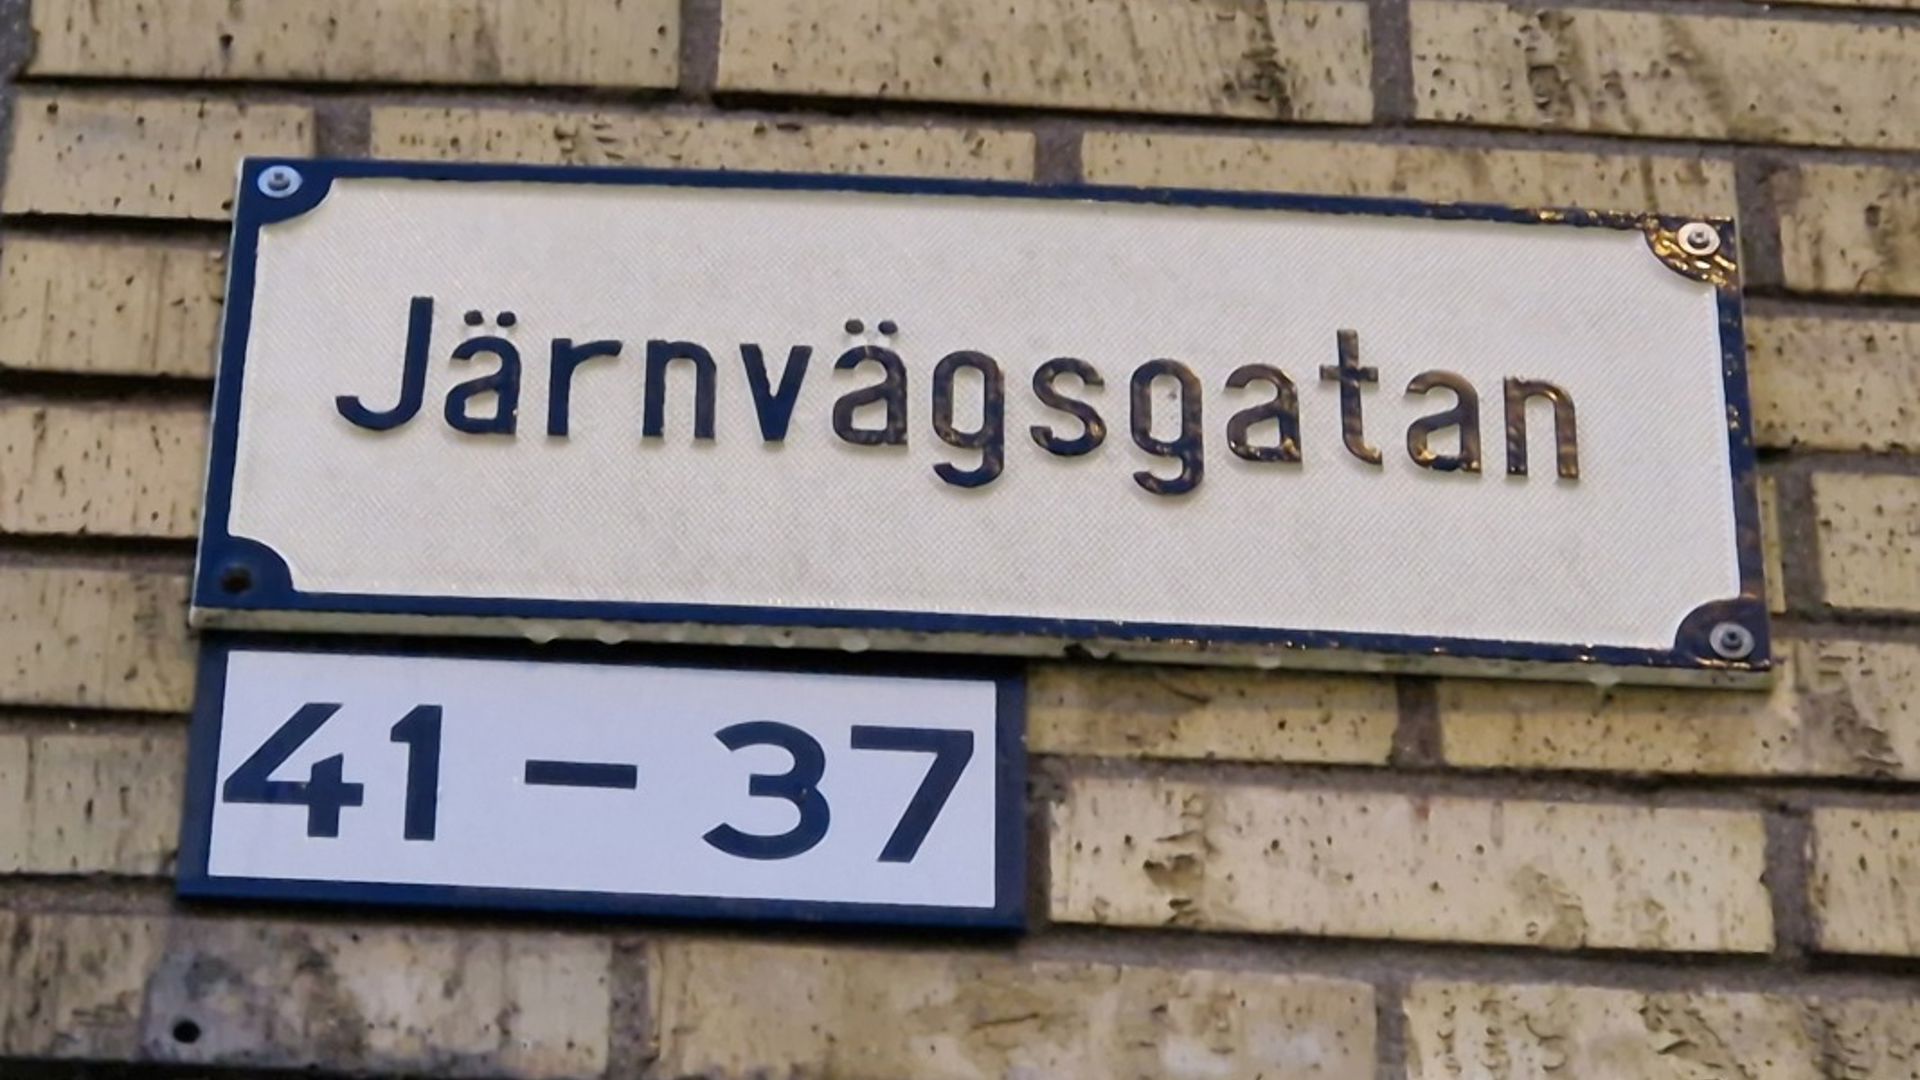 Järnvägsgatan
41 – 37